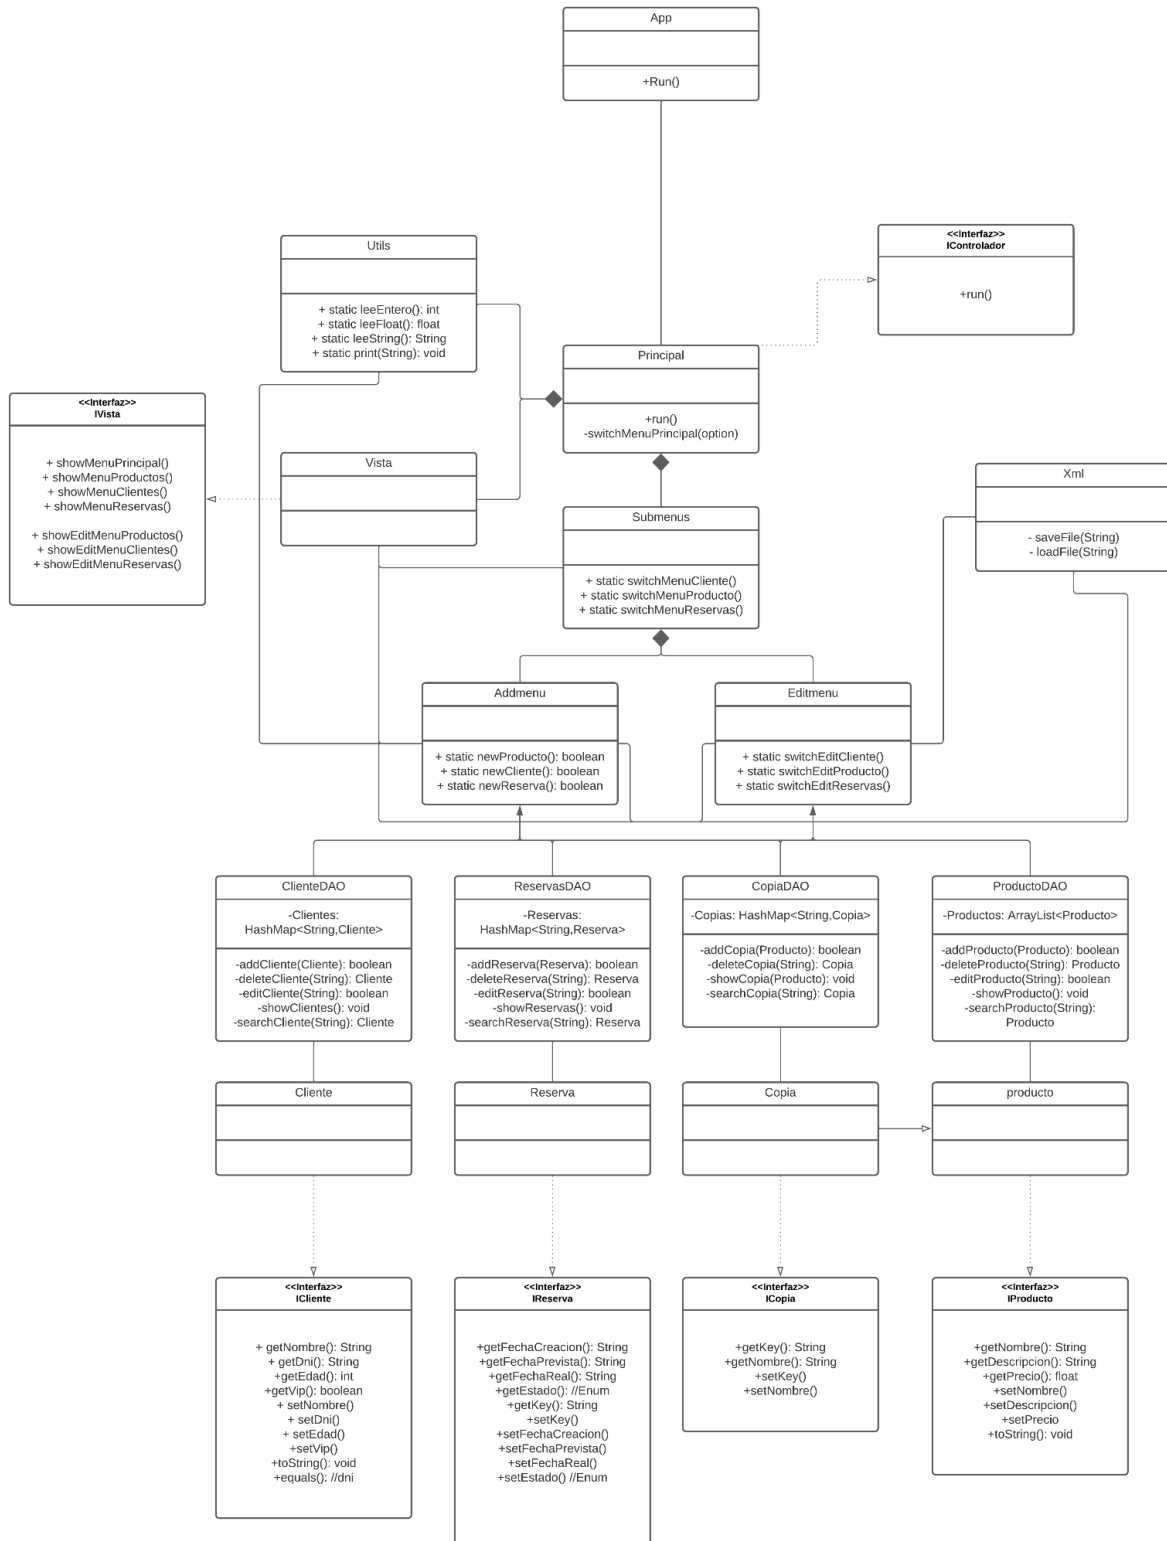 App
+Run()
<<Interfaz>>
IControlador
+run()
Utils
+ static leeEntero(): int
+ static leeFloat(): float
+ static leeString(): String
+ static print(String): void
Principal
+run()
-switchMenuPrincipal(option)
<<Interfaz>>
IVista
+ showMenuPrincipal()
+ showMenuProductos()
+ showMenuClientes()
+ showMenuReservas()
+ showEditMenuProductos()
+ showEditMenuClientes()
+ showEditMenuReservas()
Vista
Xml
- saveFile(String)
- loadFile(String)
Submenus
+ static switchMenuCliente()
+ static switchMenuProducto()
+ static switchMenuReservas()
Addmenu
+ static newProducto(): boolean
+ static newCliente(): boolean
+ static newReserva(): boolean
Editmenu
+ static switchEditCliente()
+ static switchEditProducto()
+ static switchEditReservas()
ClienteDAO
-Clientes:
HashMap<String,Cliente>
-addCliente(Cliente): boolean
-deleteCliente(String): Cliente
-editCliente(String): boolean
-showClientes(): void
-searchCliente(String): Cliente
ReservasDAO
-Reservas:
HashMap<String,Reserva>
-addReserva(Reserva): boolean
-deleteReserva(String): Reserva
-editReserva(String): boolean
-showReservas(): void
-searchReserva(String): Reserva
CopiaDAO
-Copias: HashMap<String,Copia>
-addCopia(Producto): boolean
-deleteCopia(String): Copia
-showCopia(Producto): void
-searchCopia(String): Copia
ProductoDAO
-Productos: ArrayList<Producto>
-addProducto(Producto): boolean
-deleteProducto(String): Producto
-editProducto(String): boolean
-showProducto(): void
-searchProducto(String):
Producto
Cliente
Reserva
Copia
producto
<<Interfaz>>
ICliente
+ getNombre(): String
+ getDni(): String
+getEdad(): int
+getVip(): boolean
+ setNombre()
+ setDni()
+ setEdad()
+setVip()
+toString(): void
+equals(): //dni
<<Interfaz>>
IReserva
+getFechaCreacion(): String
+getFechaPrevista(): String
+getFechaReal(): String
+getEstado(): //Enum
+getKey(): String
+setKey()
+setFechaCreacion()
+setFechaPrevista()
+setFechaReal()
+setEstado() //Enum
<<Interfaz>>
ICopia
+getKey(): String
+getNombre(): String
+setKey()
+setNombre()
<<Interfaz>>
IProducto
+getNombre(): String
+getDescripcion(): String
+getPrecio(): float
+setNombre()
+setDescripcion()
+setPrecio
+toString(): void